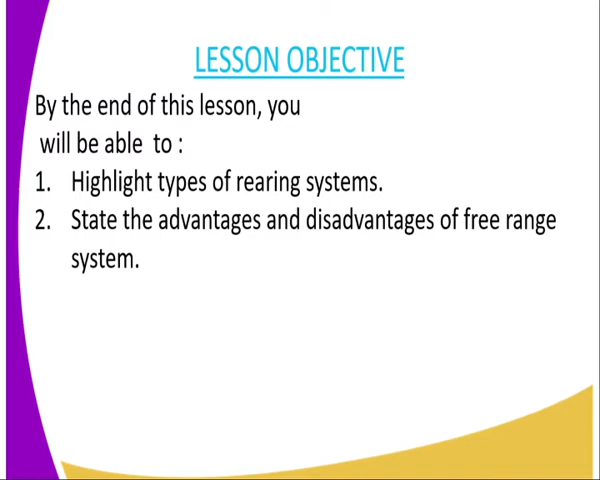 LESSON OBJECTIVE
By the end of this lesson, you
will be able to :
1. Highlight types of rearing systems.
2. State the advantages and disadvantages of free range
system.